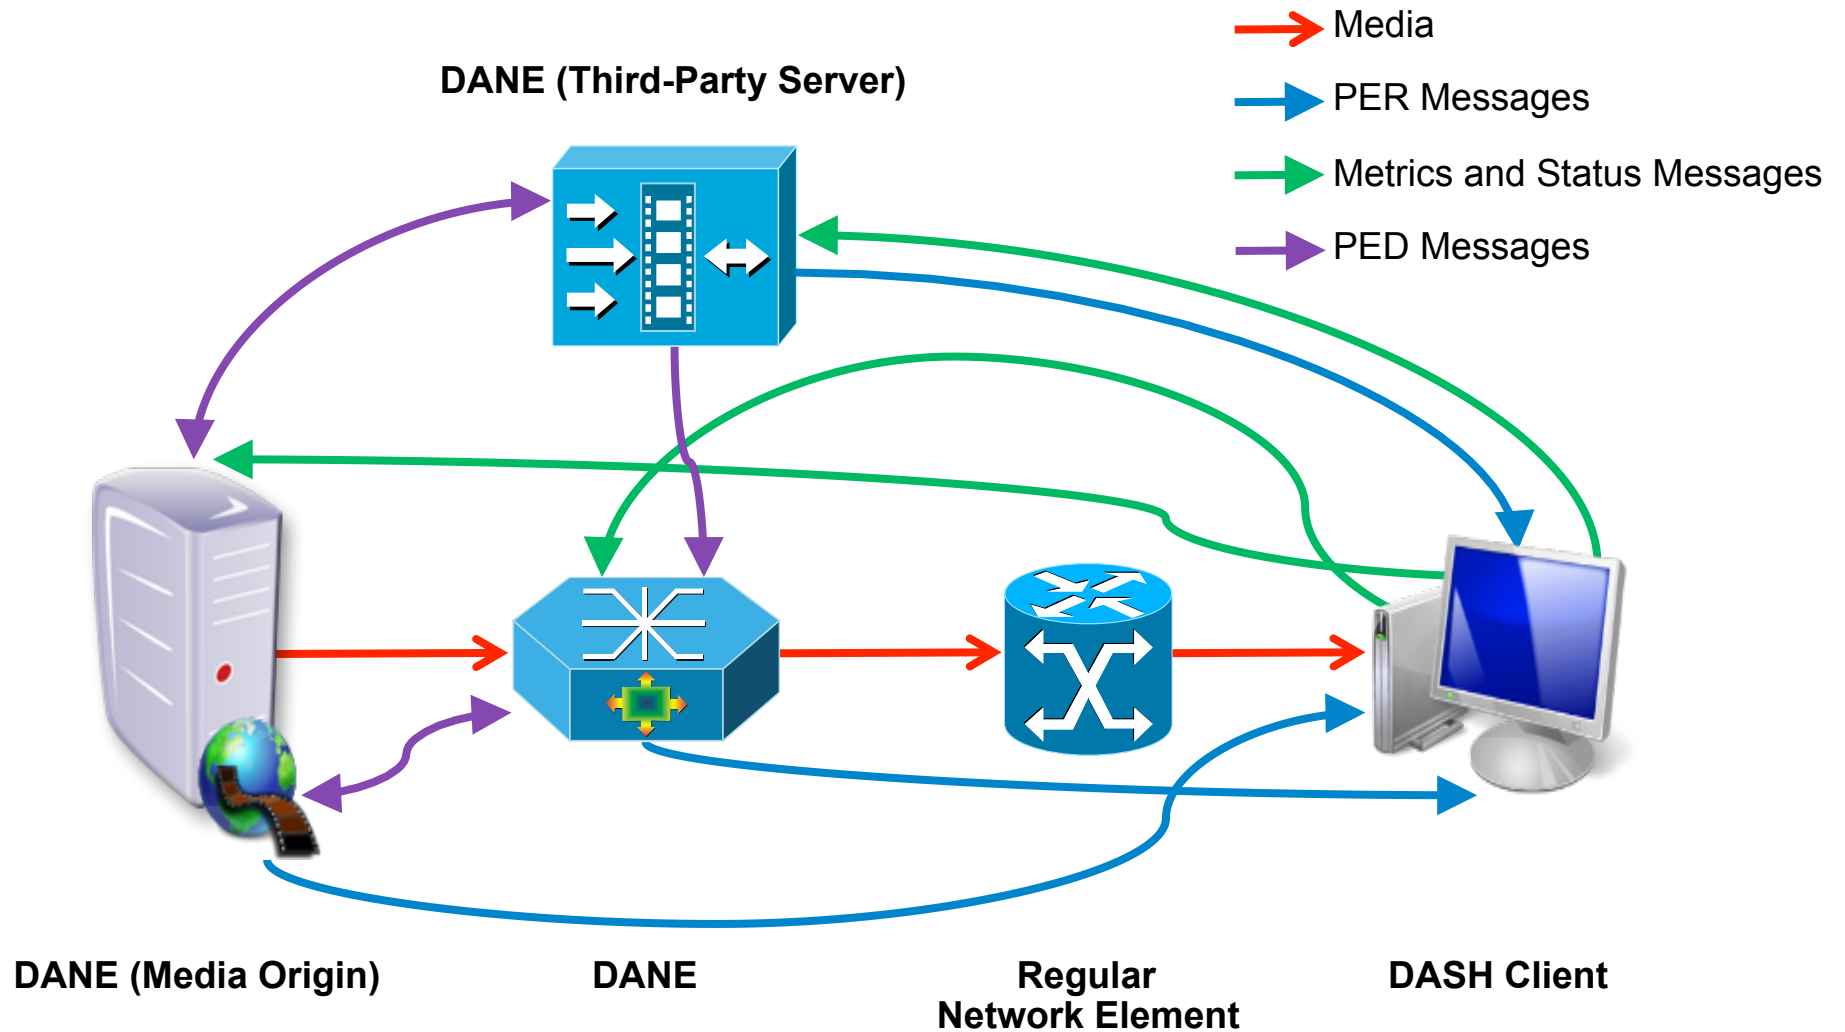 Media
DANE (Third-Party Server)
PER Messages
Metrics and Status Messages
PED Messages
DANE (Media Origin)
DANE
Regular
Network Element
DASH Client